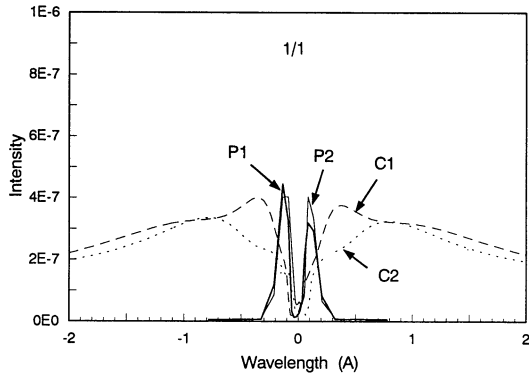 1E-6
8E-7
6E-7
4E-7
2E-7
0E0
Intensity
1/1
P1
P2
C1
C2
-2
-1
0
1
2
Wavelength (A)